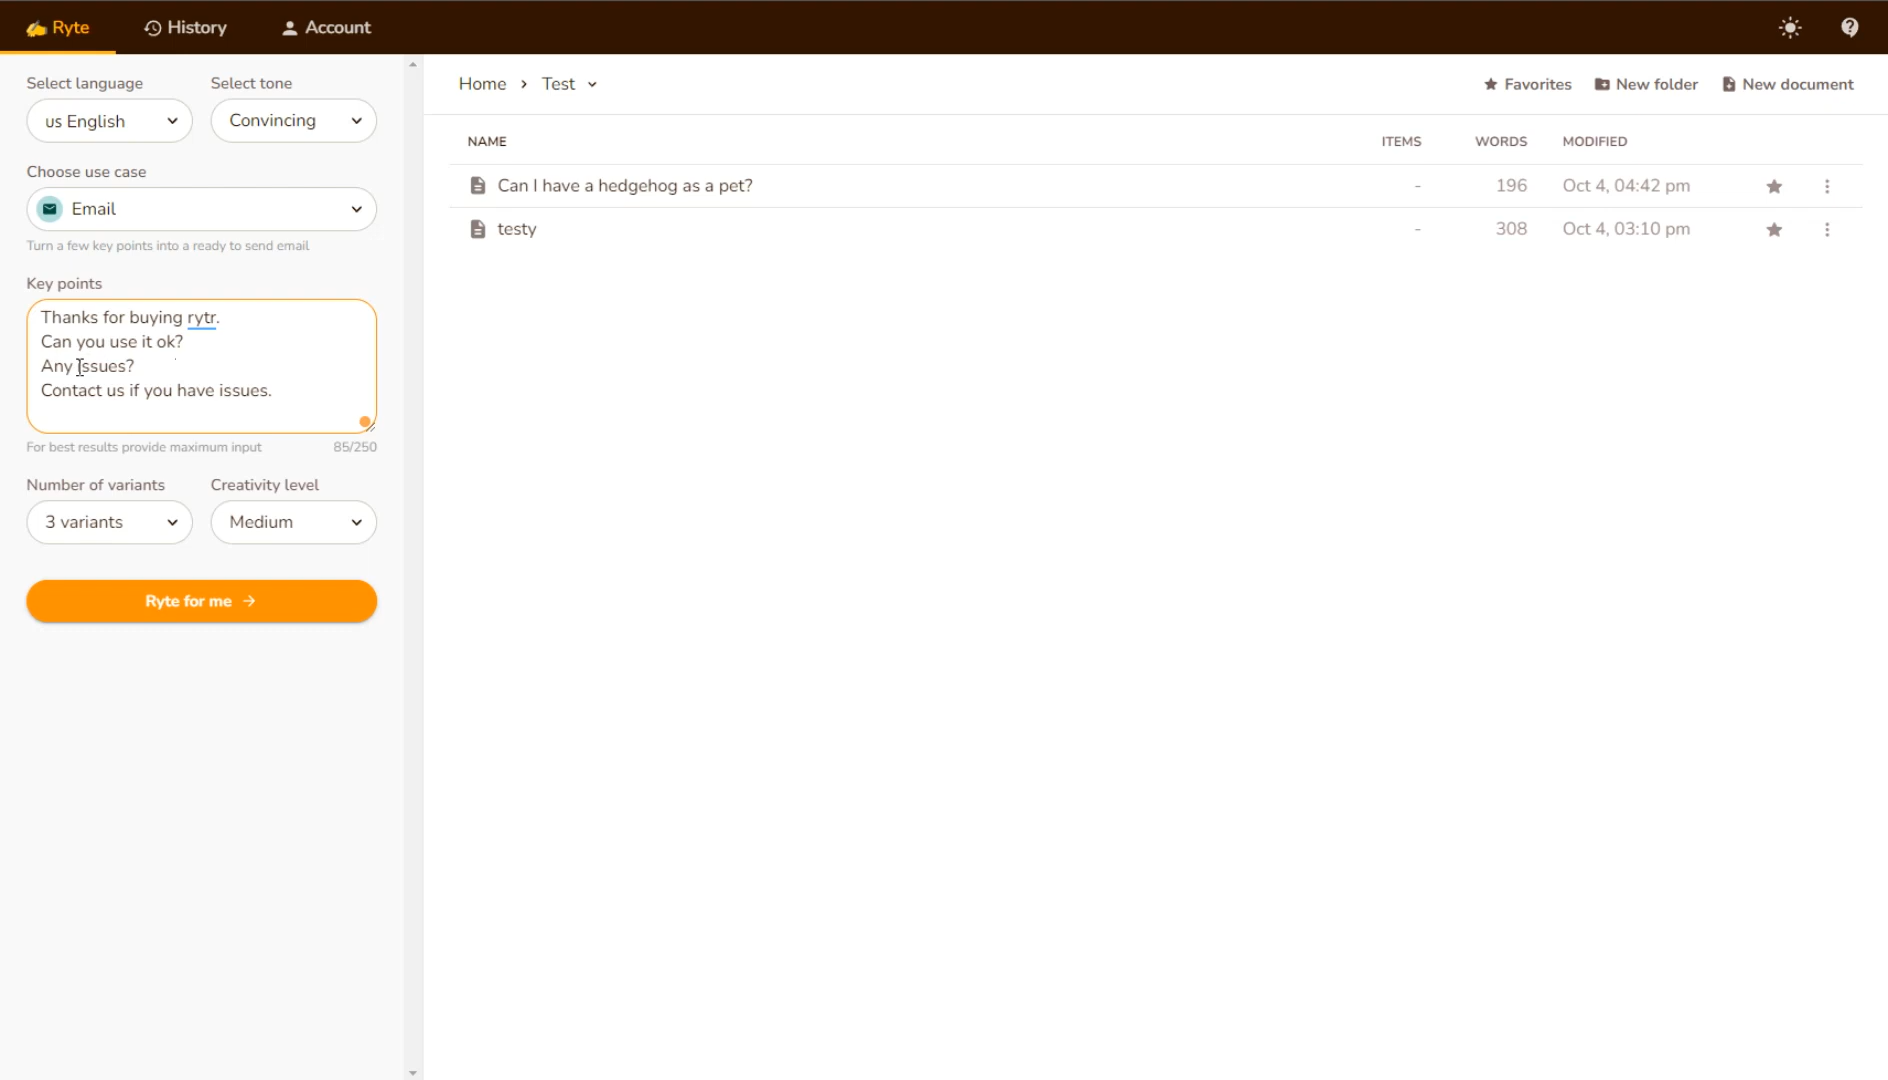 Ryte
History
Account
Select language
Select tone
us English
Convincing
Choose use case
Email
Turn a few key points into a ready to send email
Key points
Thanks for buying rytr.
Can you use it ok?
Any issues?
Contact us if you have issues.
For best results provide maximum input
85/250
Number of variants
Creativity level
3 variants
Medium
Ryte for me →
Home › Test
Favorites
New folder
New document
NAME ITEMS WORDS MODIFIED
Can I have a hedgehog as a pet? - 196 Oct 4, 04:42 pm
testy - 308 Oct 4, 03:10 pm